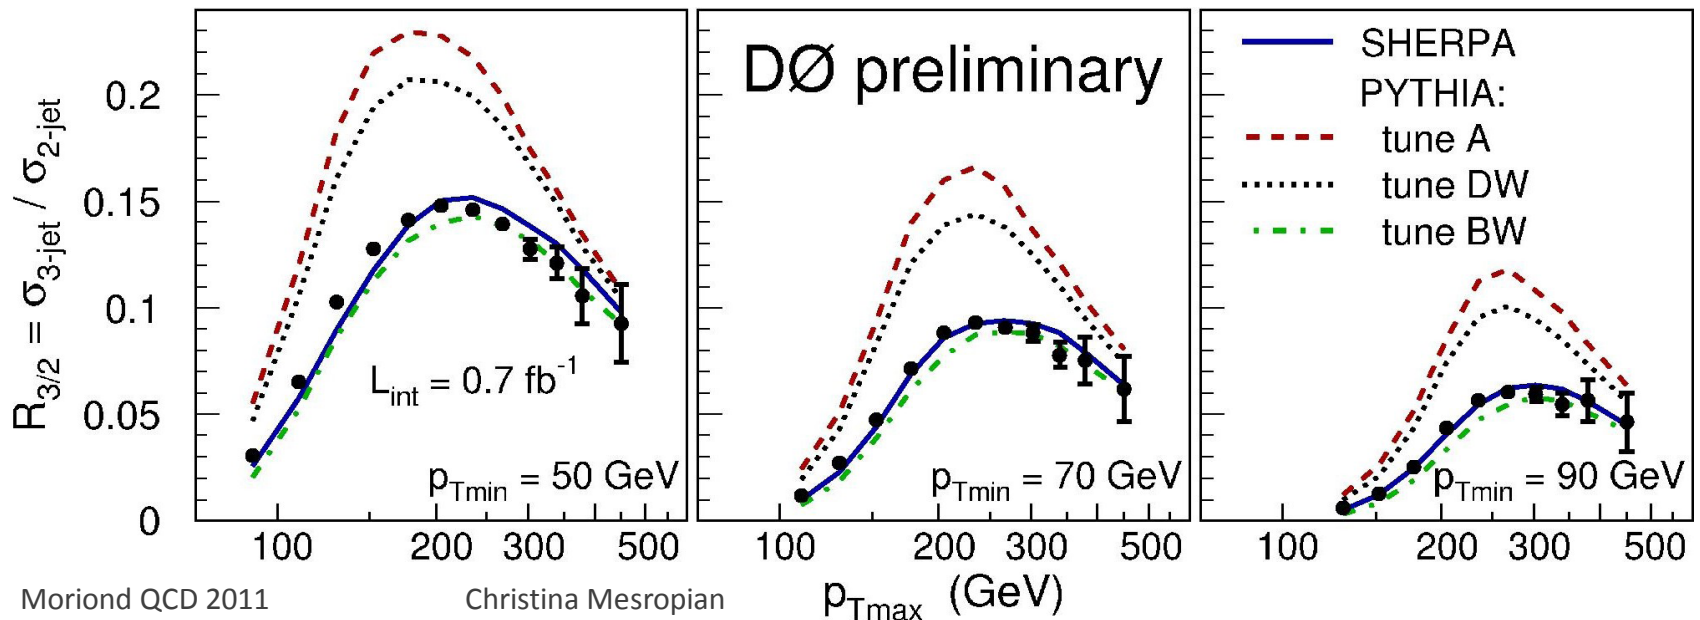 R3/2 = σ3-jet / σ2-jet
0.2
0.15
0.1
0.05
0
Lint = 0.7 fb-1
pTmin = 50 GeV
100 200 300 500
DØ preliminary
pTmin = 70 GeV
100 200 300 500
SHERPA
PYTHIA:
tune A
tune DW
tune BW
pTmin = 90 GeV
100 200 300 500
pTmax (GeV)
Moriond QCD 2011
Christina Mesropian